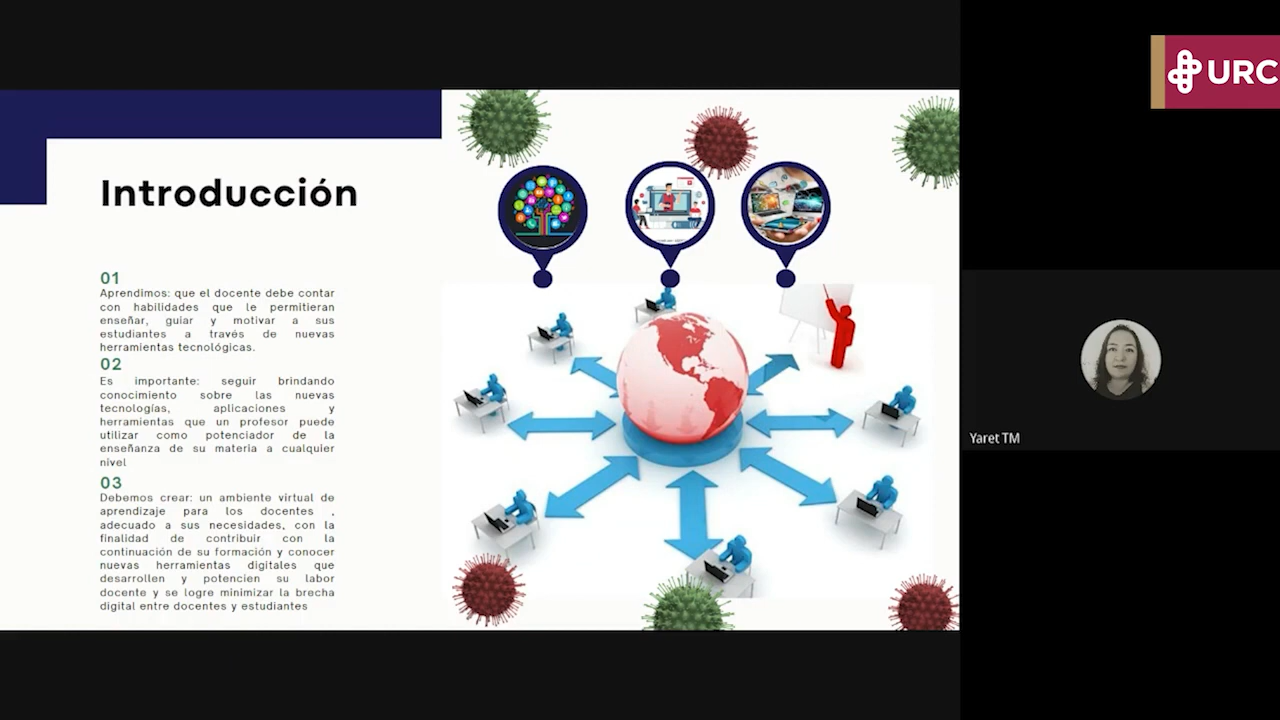 URC
Introducción
01
Aprendimos: que el docente debe contar
con habilidades que le permitieran
enseñar, guiar y motivar a sus
estudiantes a través de nuevas
herramientas tecnológicas.
02
Es importante: seguir brindando
conocimiento sobre las nuevas
tecnologías, aplicaciones y
herramientas que un profesor puede
utilizar como potenciador de la
enseñanza de su materia a cualquier
nivel
03
Debemos crear: un ambiente virtual de
aprendizaje para los docentes ,
adecuado a sus necesidades, con la
finalidad de contribuir con la
continuación de su formación y conocer
nuevas herramientas digitales que
desarrollen y potencien su labor
docente y se logre minimizar la brecha
digital entre docentes y estudiantes
Yaret TM